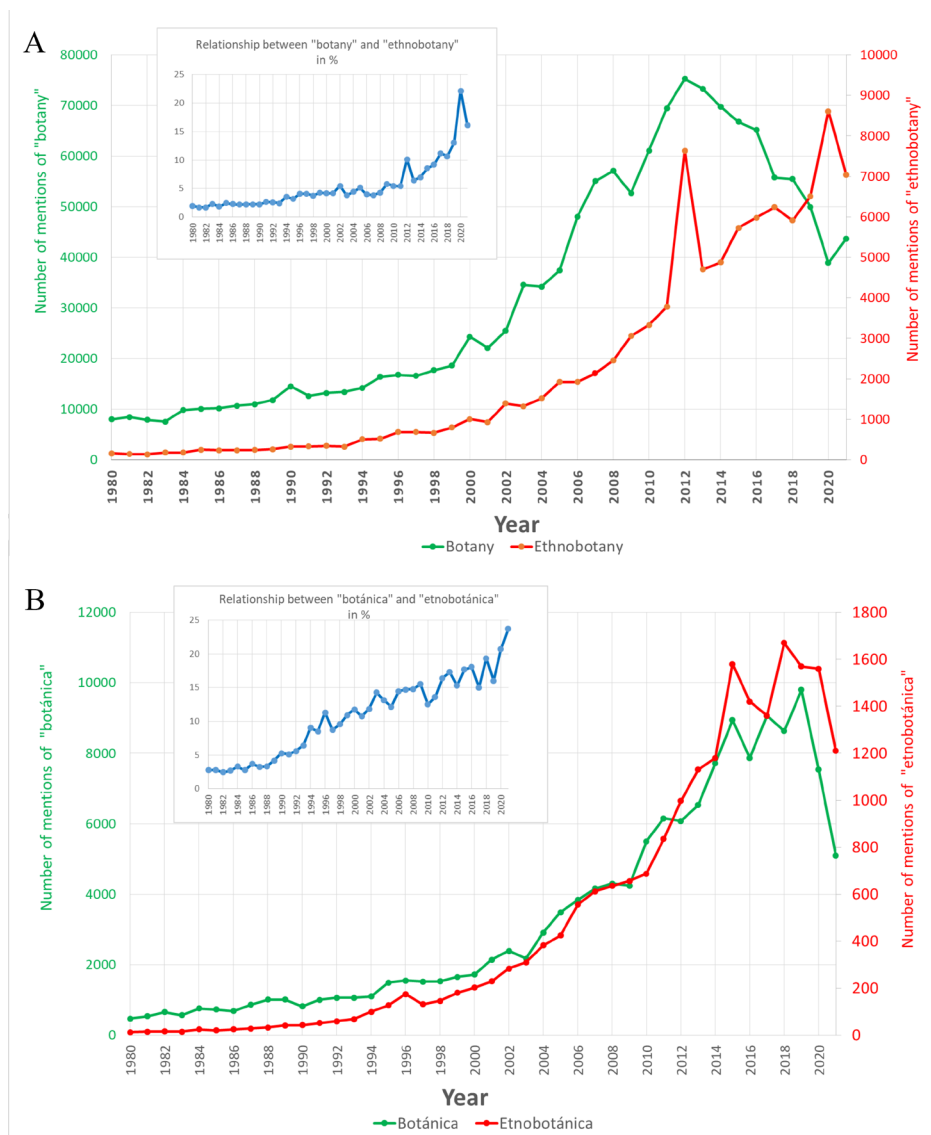 A
Relationship between "botany" and "ethnobotany"
in %
25
20
15
10
5
0
1980 1982 1984 1986 1988 1990 1992 1994 1996 1998 2000 2002 2004 2006 2008 2010 2012 2014 2016 2018 2020
Number of mentions of "botany"
80000
70000
60000
50000
40000
30000
20000
10000
0
10000
9000
8000
7000
6000
5000
4000
3000
2000
1000
0
Number of mentions of "ethnobotany"
1980 1982 1984 1986 1988 1990 1992 1994 1996 1998 2000 2002 2004 2006 2008 2010 2012 2014 2016 2018 2020
Year
Botany Ethnobotany
B
Relationship between "botánica" and "etnobotánica"
in %
25
20
15
10
5
0
1980 1982 1984 1986 1988 1990 1992 1994 1996 1998 2000 2002 2004 2006 2008 2010 2012 2014 2016 2018 2020
Number of mentions of "botánica"
12000
10000
8000
6000
4000
2000
0
1800
1600
1400
1200
1000
800
600
400
200
0
Number of mentions of "etnobotánica"
1980 1982 1984 1986 1988 1990 1992 1994 1996 1998 2000 2002 2004 2006 2008 2010 2012 2014 2016 2018 2020
Year
Botánica Etnobotánica